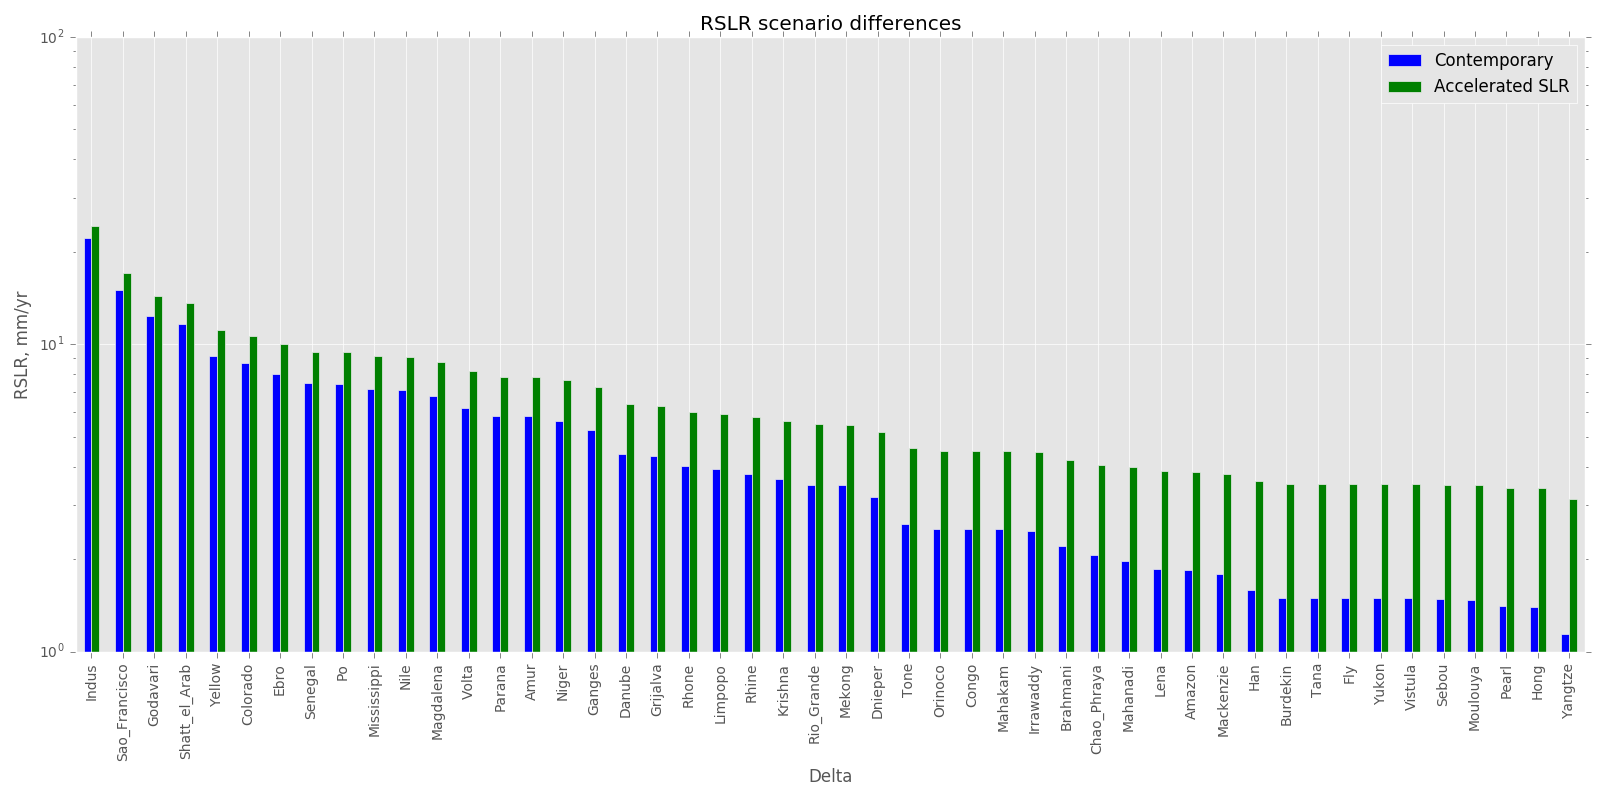 RSLR scenario differences
10²
Contemporary
Accelerated SLR
RSLR, mm/yr
10¹
10⁰
Indus
Sao_Francisco
Godavari
Shatt_el_Arab
Yellow
Colorado
Ebro
Senegal
Po
Mississippi
Nile
Magdalena
Volta
Parana
Amur
Niger
Ganges
Danube
Grijalva
Rhone
Limpopo
Rhine
Krishna
Rio_Grande
Mekong
Dnieper
Tone
Orinoco
Congo
Mahakam
Irrawaddy
Brahmani
Chao_Phraya
Mahanadi
Lena
Amazon
Mackenzie
Han
Burdekin
Tana
Fly
Yukon
Vistula
Sebou
Moulouya
Pearl
Hong
Yangtze
Delta